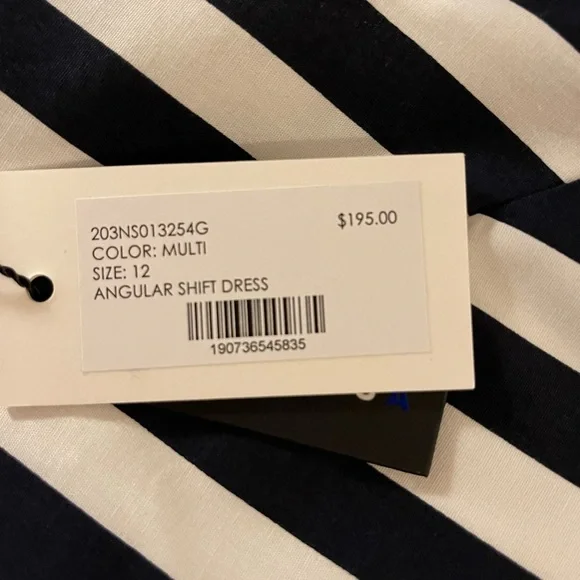 203NS013254G $195.00
COLOR: MULTI
SIZE: 12
ANGULAR SHIFT DRESS
190736545835